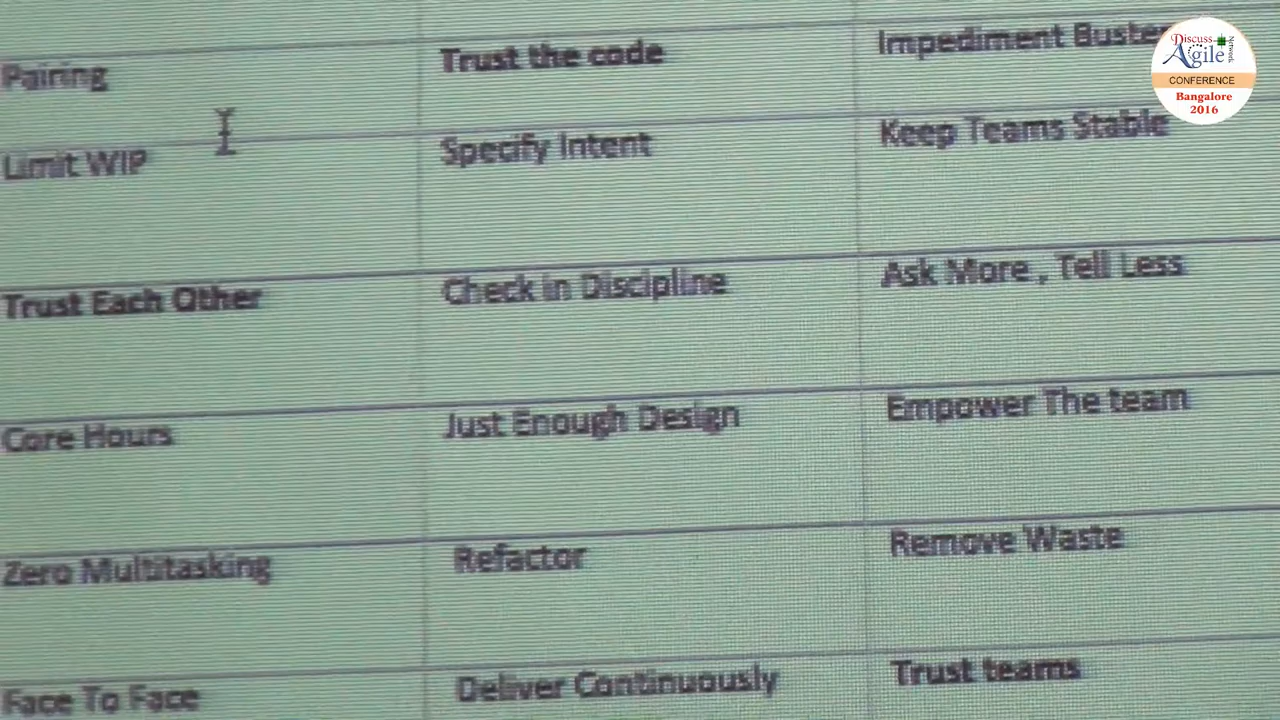 Pairing
Trust the code
Impediment Buster
Limit WIP
Specify Intent
Keep Teams Stable
Trust Each Other
Check in Discipline
Ask More , Tell Less
Core Hours
Just Enough Design
Empower The team
Zero Multitasking
Refactor
Remove Waste
Face To Face
Deliver Continuously
Trust teams
Discuss
Agile
Network
CONFERENCE
Bangalore
2016